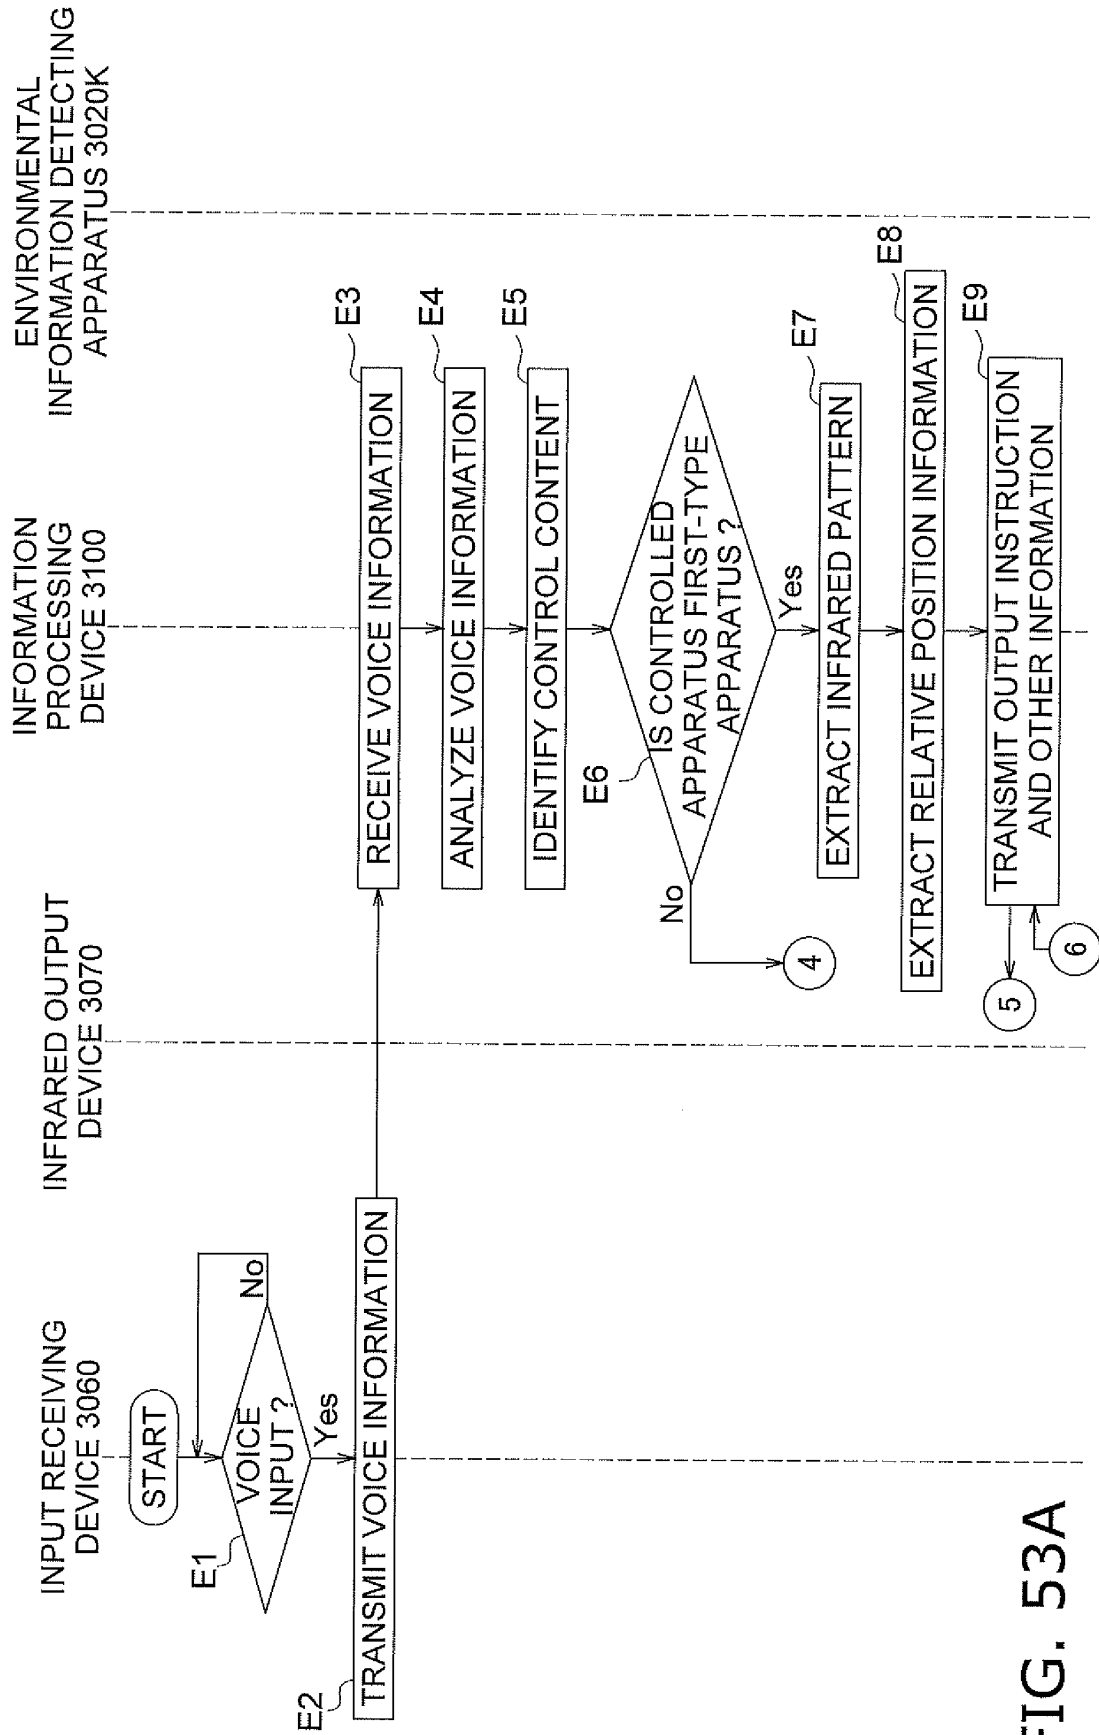 INPUT RECEIVING
DEVICE 3060
INFRARED OUTPUT
DEVICE 3070
INFORMATION
PROCESSING
DEVICE 3100
ENVIRONMENTAL
INFORMATION DETECTING
APPARATUS 3020K
START
E1
VOICE
INPUT ?
No
Yes
E2
TRANSMIT VOICE INFORMATION
RECEIVE VOICE INFORMATION
E3
ANALYZE VOICE INFORMATION
E4
IDENTIFY CONTROL CONTENT
E5
E6
IS CONTROLLED
APPARATUS FIRST-TYPE
APPARATUS ?
No
4
Yes
EXTRACT INFRARED PATTERN
E7
EXTRACT RELATIVE POSITION INFORMATION
E8
TRANSMIT OUTPUT INSTRUCTION
AND OTHER INFORMATION
E9
5
6
FIG. 53A